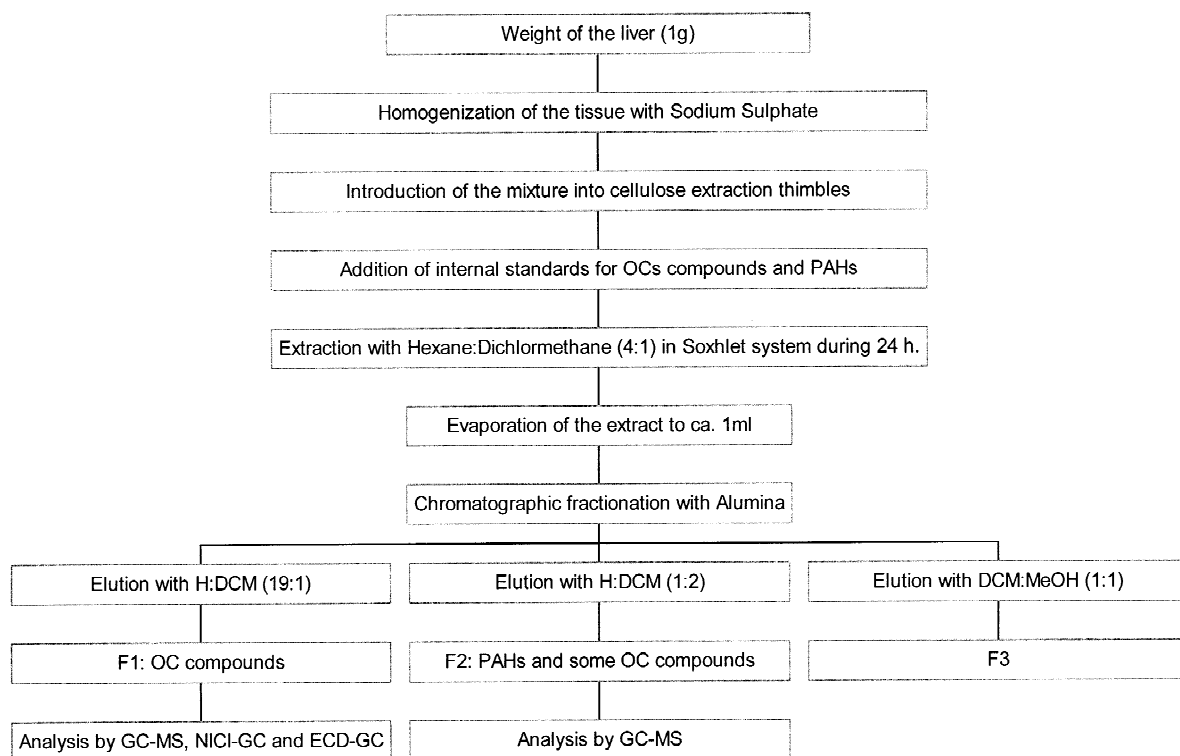 Weight of the liver (1g)
Homogenization of the tissue with Sodium Sulphate
Introduction of the mixture into cellulose extraction thimbles
Addition of internal standards for OCs compounds and PAHs
Extraction with Hexane:Dichlormethane (4:1) in Soxhlet system during 24 h.
Evaporation of the extract to ca. 1ml
Chromatographic fractionation with Alumina
Elution with H:DCM (19:1)
Elution with H:DCM (1:2)
Elution with DCM:MeOH (1:1)
F1: OC compounds
F2: PAHs and some OC compounds
F3
Analysis by GC-MS, NICI-GC and ECD-GC
Analysis by GC-MS